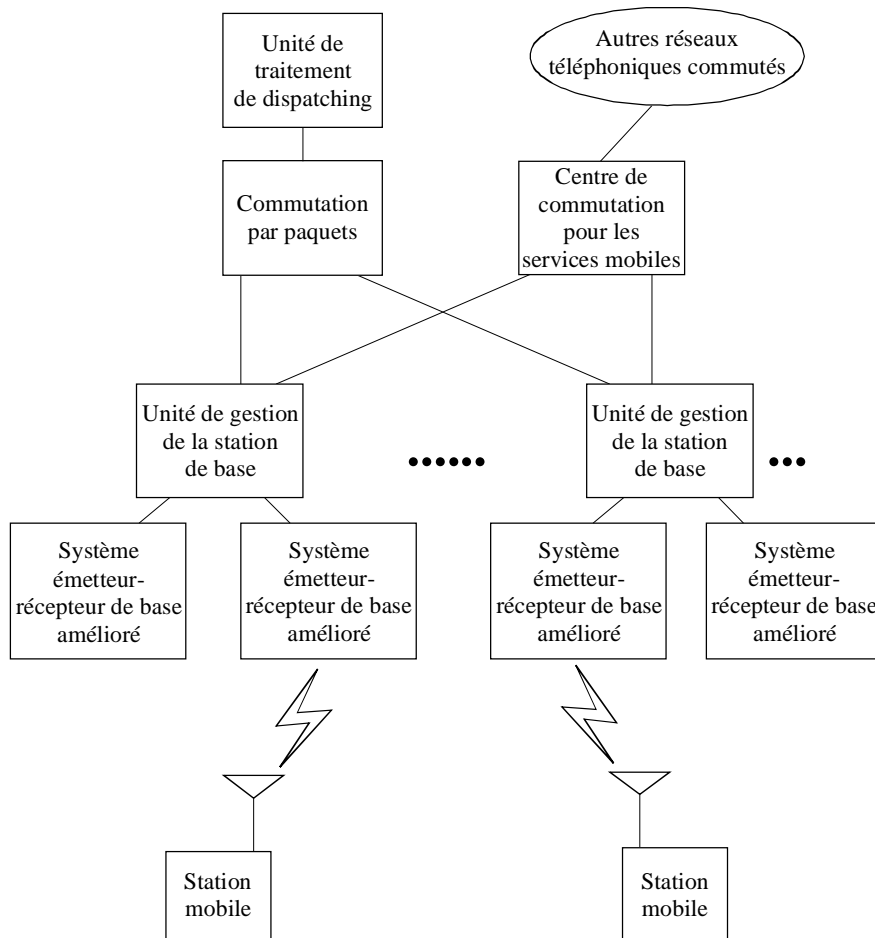 Unité de
traitement
de dispatching
Autres réseaux
téléphoniques commutés
Commutation
par paquets
Centre de
commutation
pour les
services mobiles
Unité de gestion
de la station
de base
Unité de gestion
de la station
de base
Système
émetteur-
récepteur de base
amélioré
Système
émetteur-
récepteur de base
amélioré
Système
émetteur-
récepteur de base
amélioré
Système
émetteur-
récepteur de base
amélioré
Station
mobile
Station
mobile